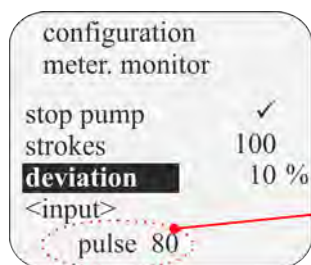 configuration
meter. monitor
stop pump ✓
strokes 100
deviation 10 %
<input>
pulse 80